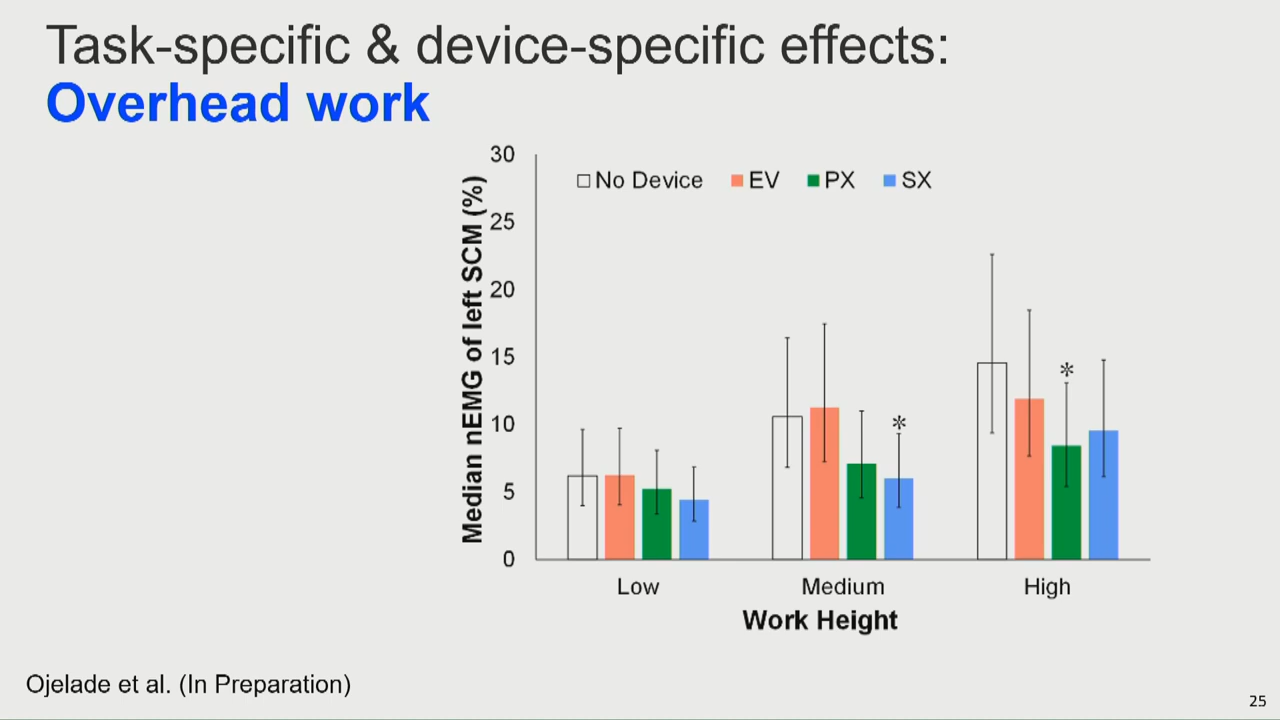 Task-specific & device-specific effects:
Overhead work
30
No Device EV PX SX
25
20
15
10
5
0
Median nEMG of left SCM (%)
*
*
Low Medium High
Work Height
Ojelade et al. (In Preparation)
25